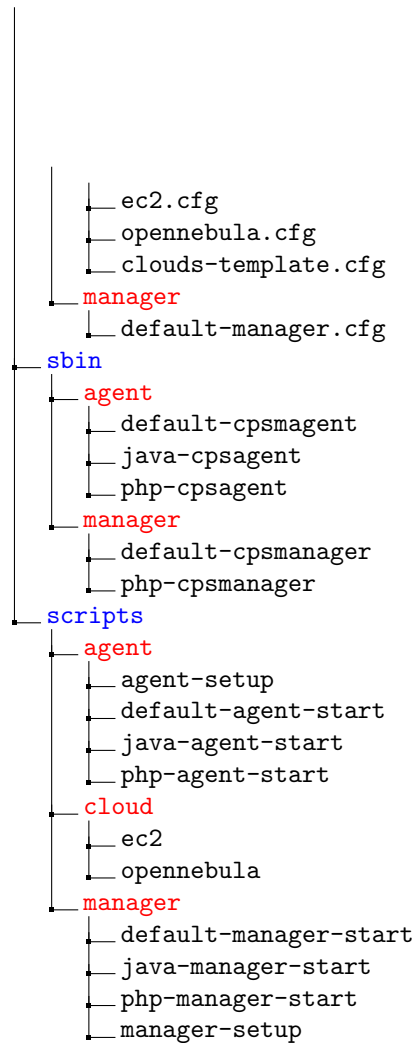 ec2.cfg
opennebula.cfg
clouds-template.cfg
manager
default-manager.cfg
sbin
agent
default-cpsmagent
java-cpsagent
php-cpsagent
manager
default-cpsmanager
php-cpsmanager
scripts
agent
agent-setup
default-agent-start
java-agent-start
php-agent-start
cloud
ec2
opennebula
manager
default-manager-start
java-manager-start
php-manager-start
manager-setup